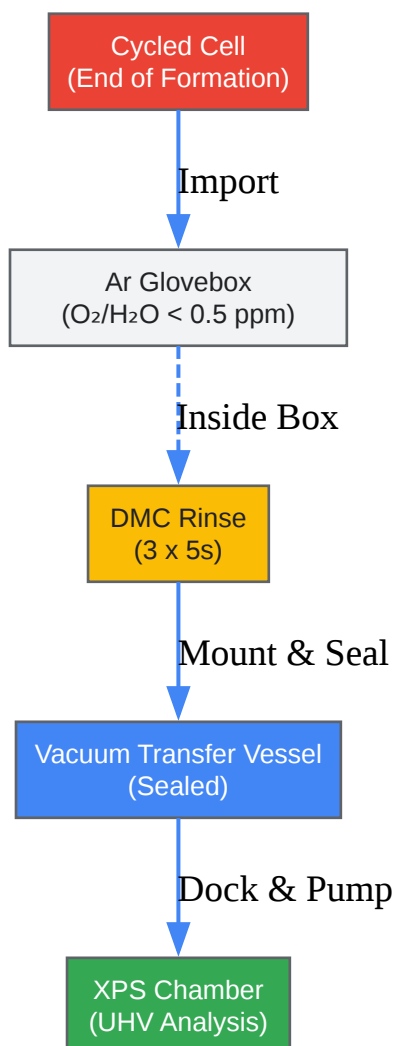 Cycled Cell
(End of Formation)
Import
Ar Glovebox
(O₂/H₂O < 0.5 ppm)
Inside Box
DMC Rinse
(3 x 5s)
Mount & Seal
Vacuum Transfer Vessel
(Sealed)
Dock & Pump
XPS Chamber
(UHV Analysis)